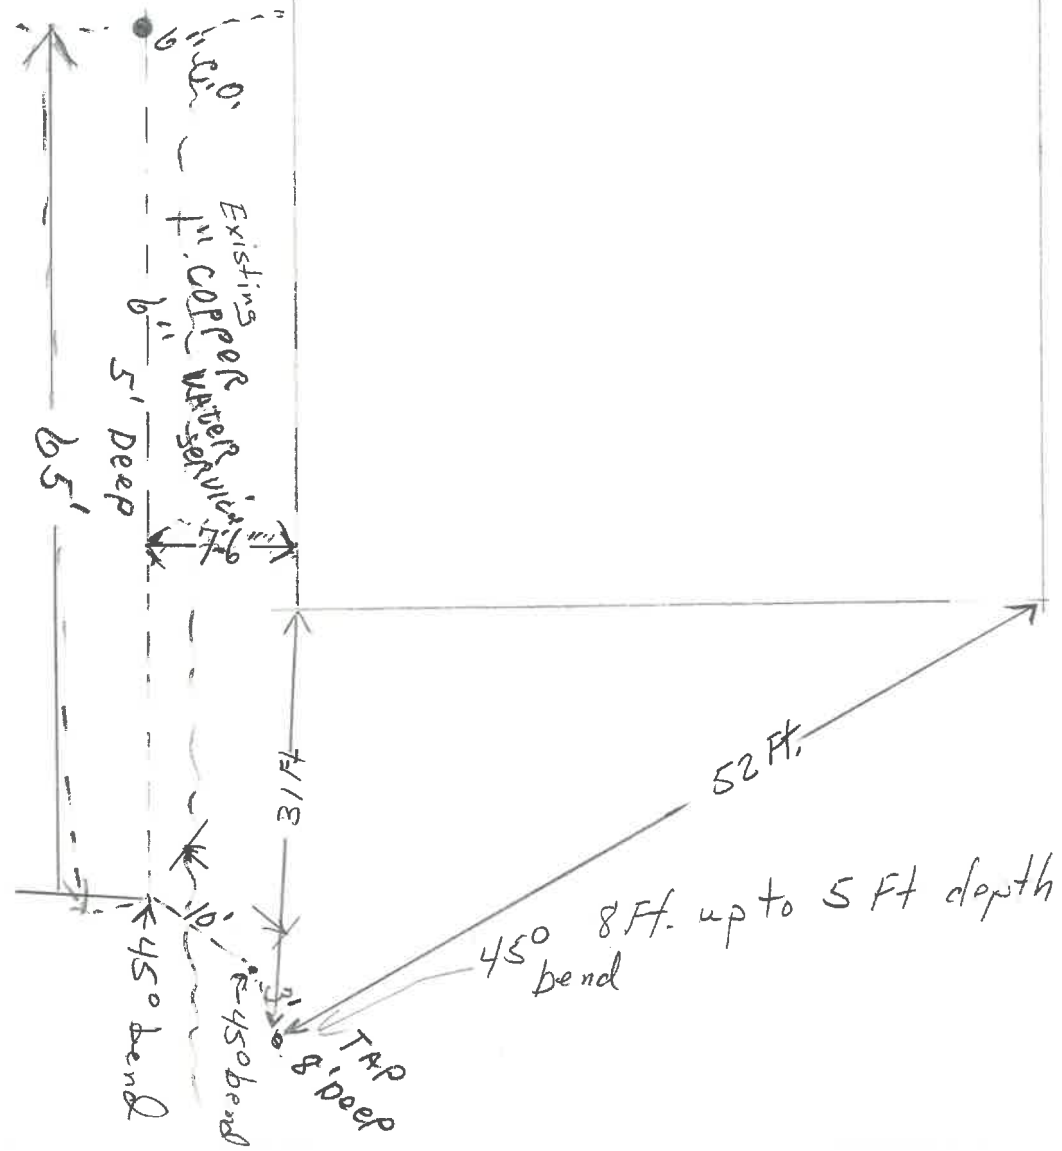 6" C.O.
Existing
1" COPPER
WATER
SERVICE
6"
5' Deep
65'
7-6"
31 FT
52 Ft.
10'
45° bend
45° bend
45° 8 Ft. up to 5 Ft depth
bend
TAP
8' Deep